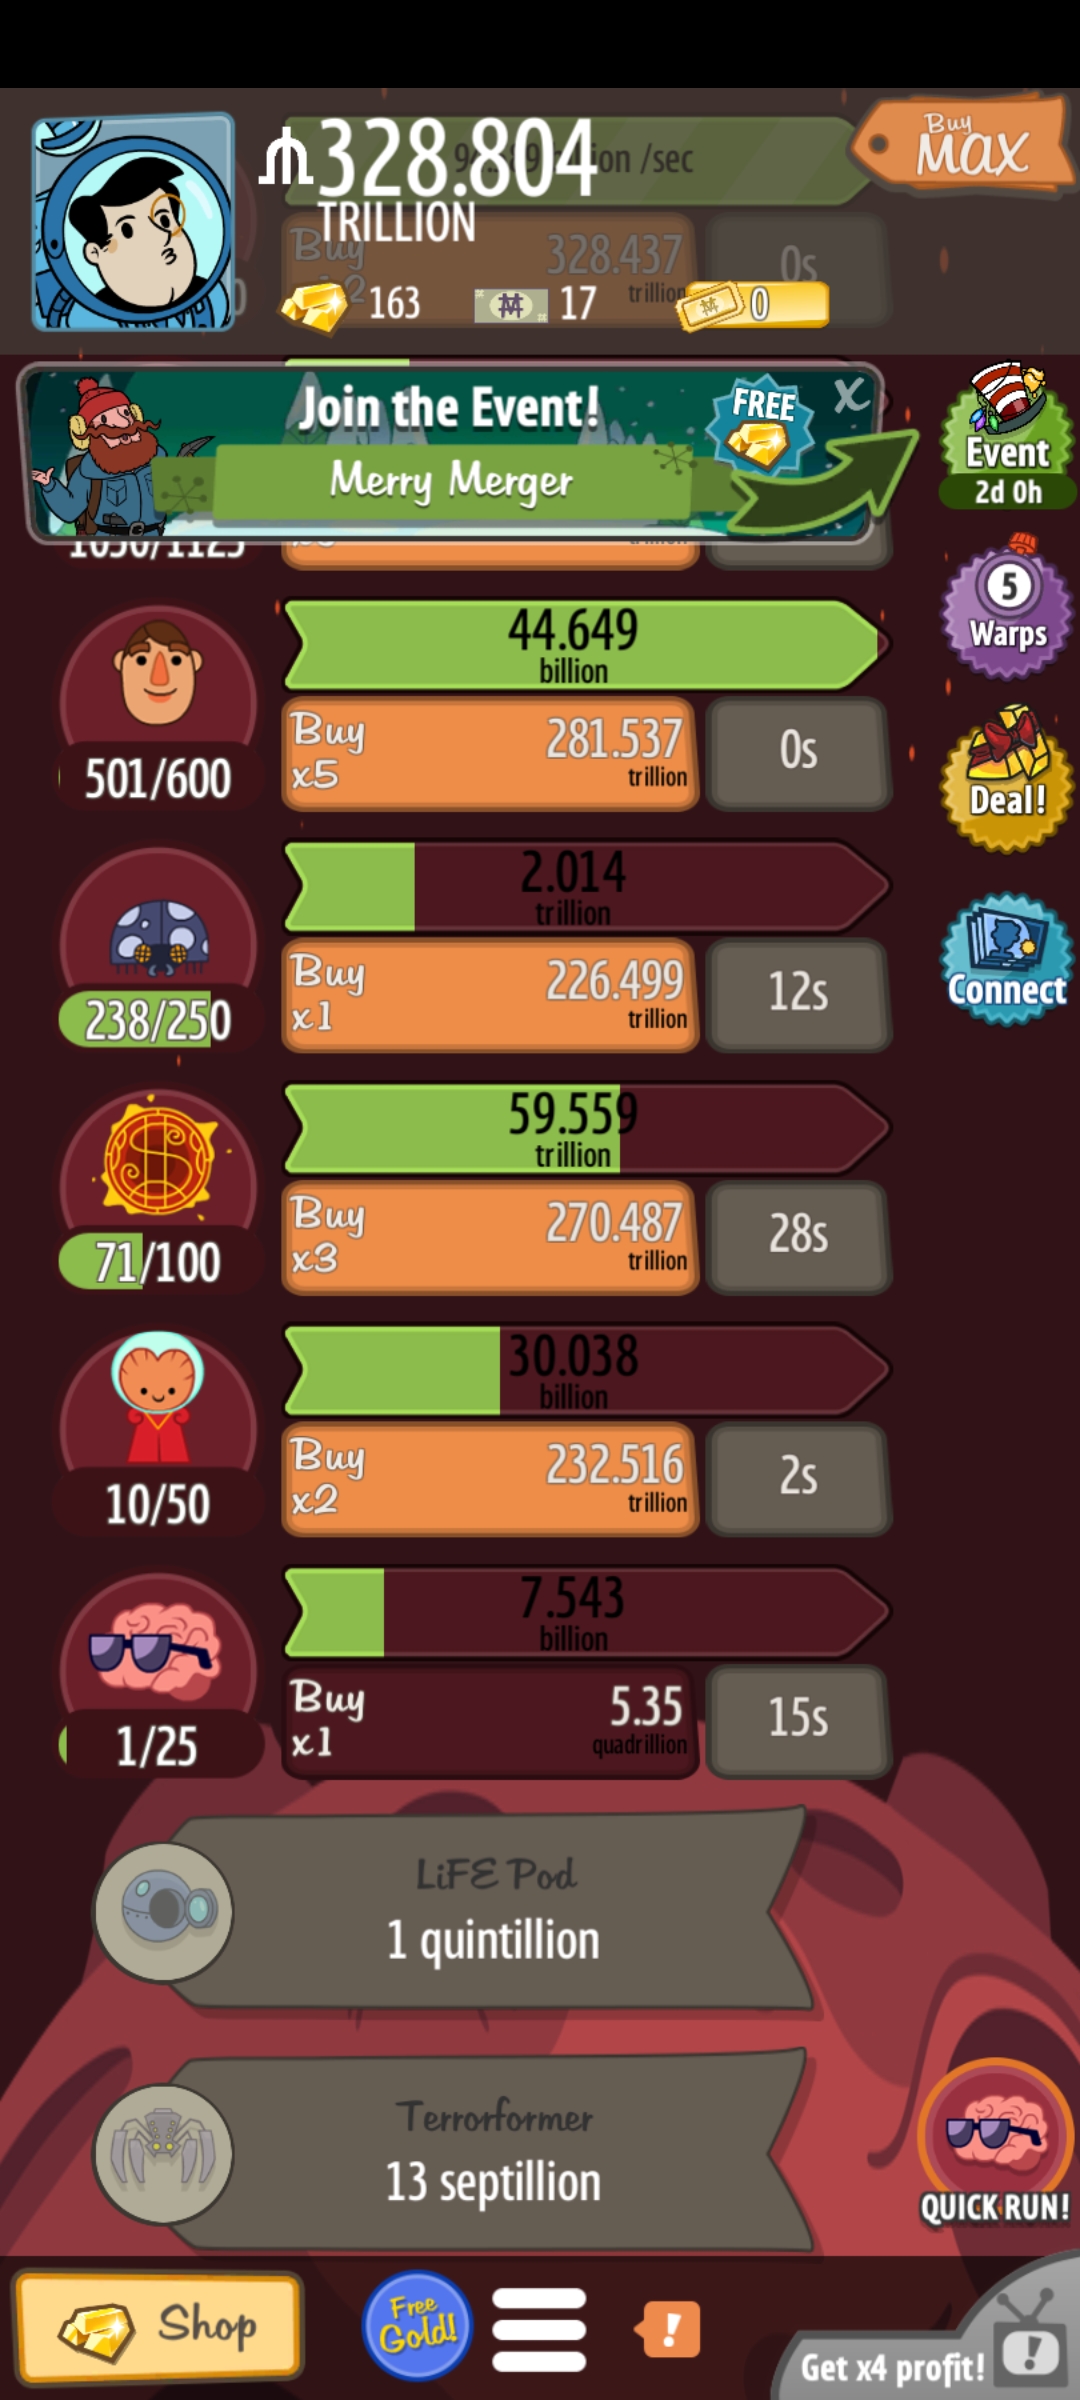 328.804
TRILLION
/sec
Buy
MAX
Buy
328.437
trillion
0s
163
17
0
Join the Event!
Merry Merger
FREE
X
Event
2d 0h
1050/1125
5
Warps
44.649
billion
501/600
Buy
x5
281.537
trillion
0s
Deal!
2.014
trillion
238/250
Buy
x1
226.499
trillion
12s
Connect
59.559
trillion
71/100
Buy
x3
270.487
trillion
28s
30.038
billion
10/50
Buy
x2
232.516
trillion
2s
7.543
billion
1/25
Buy
x1
5.35
quadrillion
15s
LiFE Pod
1 quintillion
Terrorformer
13 septillion
QUICK RUN!
Shop
Free
Gold!
!
Get x4 profit!
!